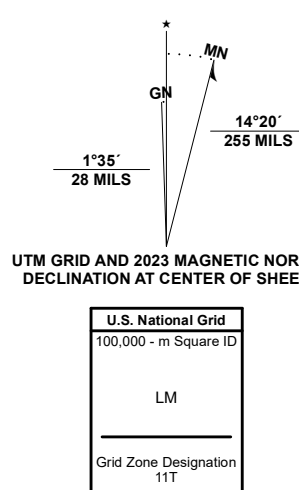 ★
MN
GN
14°20´
255 MILS
1°35´
28 MILS
UTM GRID AND 2023 MAGNETIC NOR
DECLINATION AT CENTER OF SHEE
U.S. National Grid
100,000 - m Square ID
LM
Grid Zone Designation
11T